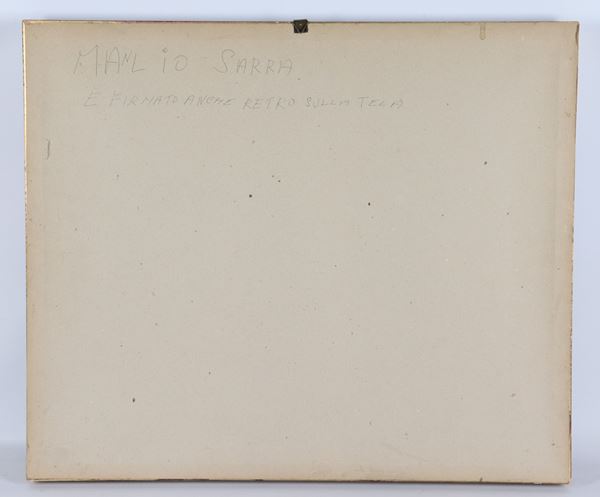 MANLIO SARRA
E FIRMATO ANCHE RETRO SULLA TELA